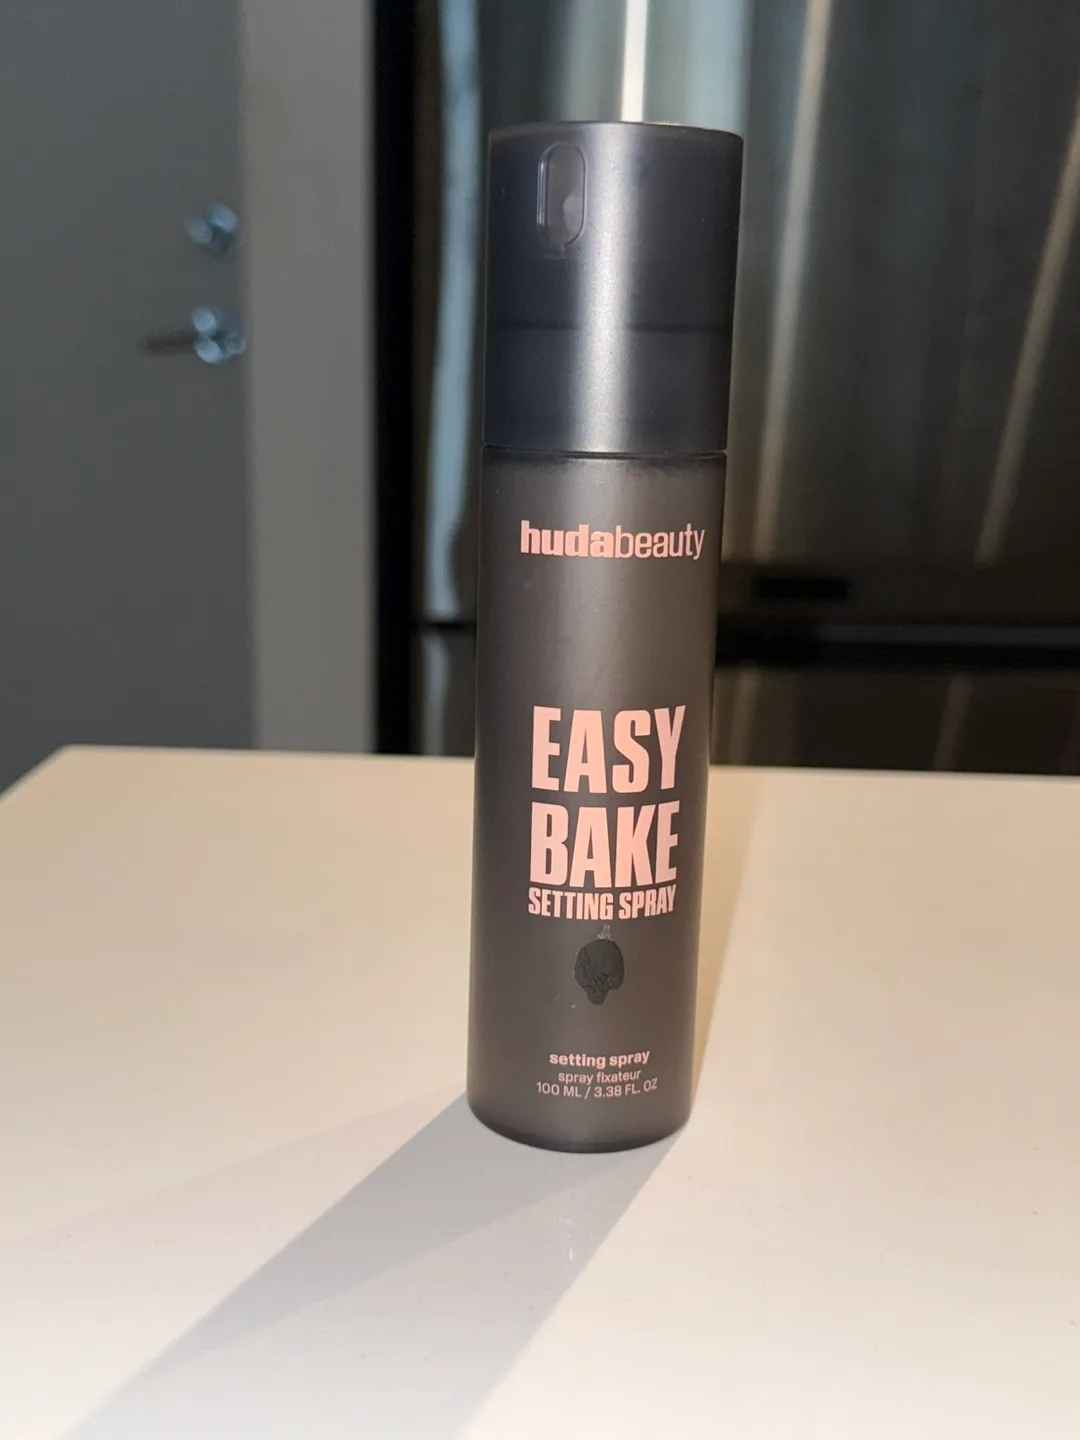 hudabeauty
EASY
BAKE
SETTING SPRAY
setting spray
spray fixateur
100 ML / 3.38 FL. OZ